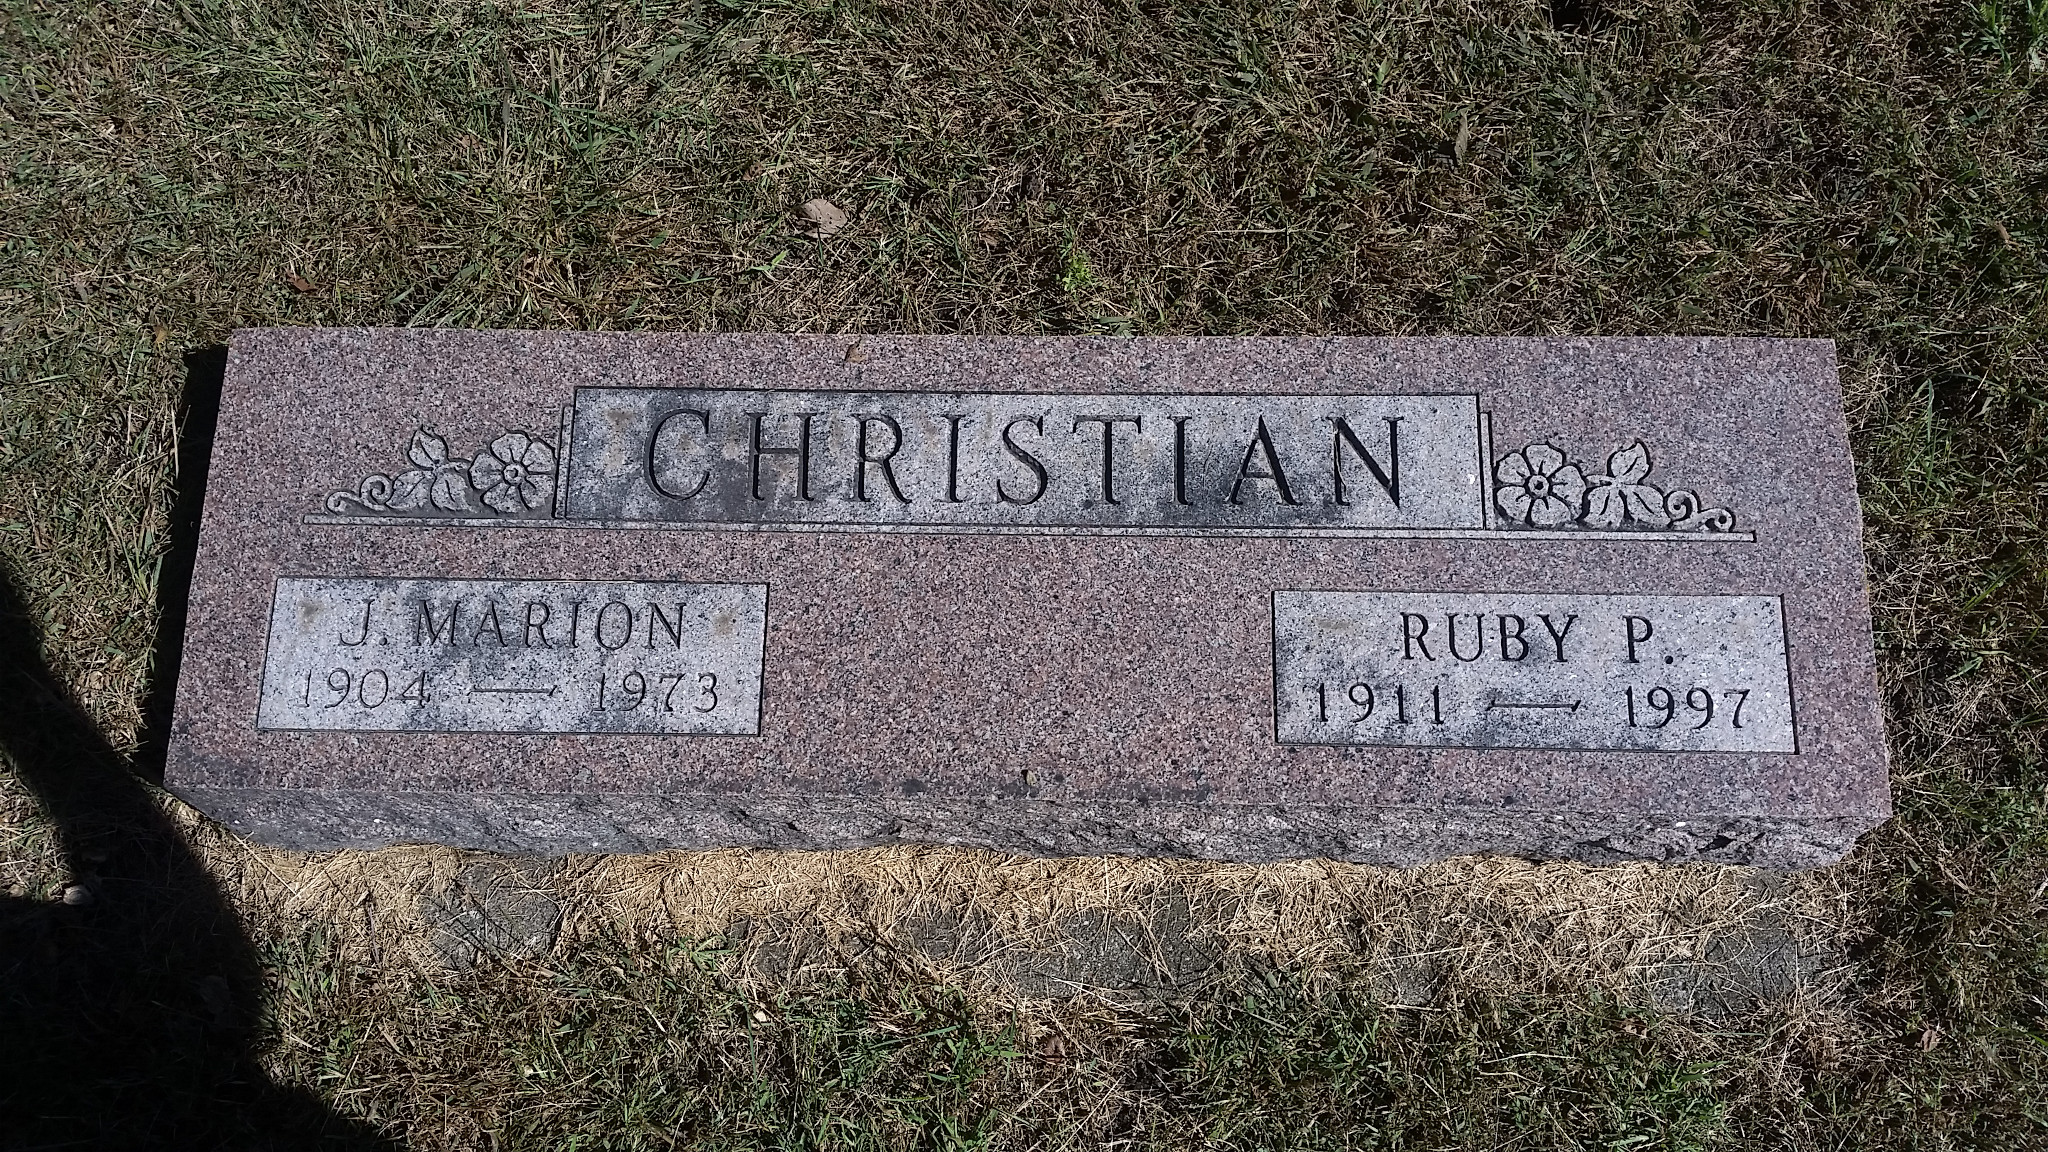 CHRISTIAN
J. MARION
1904 — 1973
RUBY P.
1911 — 1997